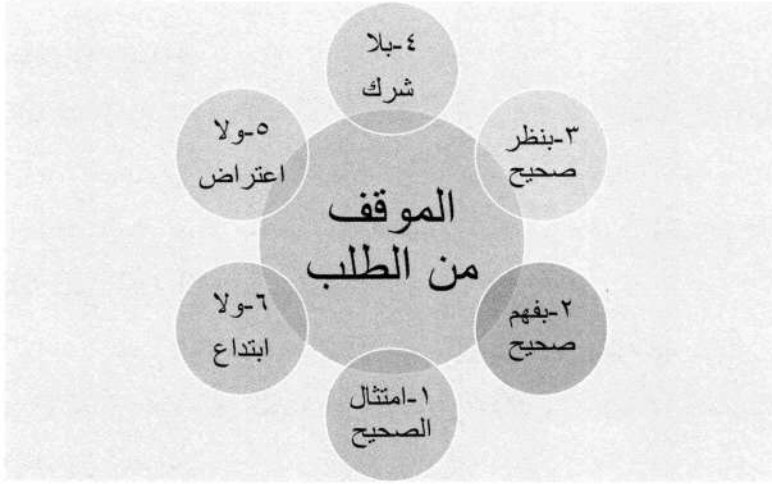 الموقف
من الطلب
١-امتثال
الصحيح
٢-بفهم
صحيح
٣-بنظر
صحيح
٤-بلا
شرك
٥-ولا
اعتراض
٦-ولا
ابتداع